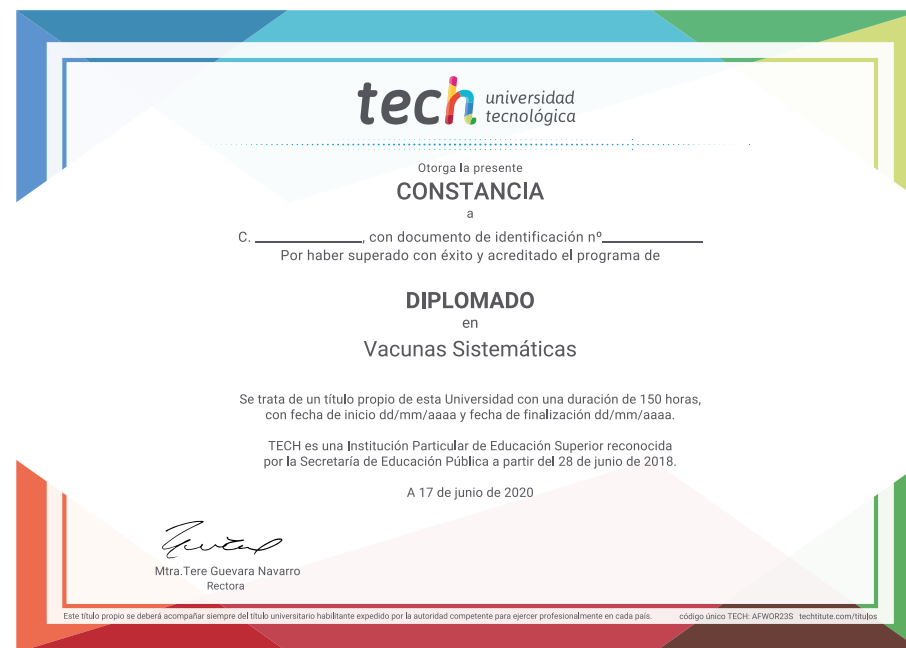 tech universidad
tecnológica
Otorga la presente
CONSTANCIA
a
C. ______________, con documento de identificación nº_____________
Por haber superado con éxito y acreditado el programa de
DIPLOMADO
en
Vacunas Sistemáticas
Se trata de un título propio de esta Universidad con una duración de 150 horas,
con fecha de inicio dd/mm/aaaa y fecha de finalización dd/mm/aaaa.
TECH es una Institución Particular de Educación Superior reconocida
por la Secretaría de Educación Pública a partir del 28 de junio de 2018.
A 17 de junio de 2020
Mtra.Tere Guevara Navarro
Rectora
Este título propio se deberá acompañar siempre del título universitario habilitante expedido por la autoridad competente para ejercer profesionalmente en cada país. código único TECH: AFWOR23S techtitute.com/titulos